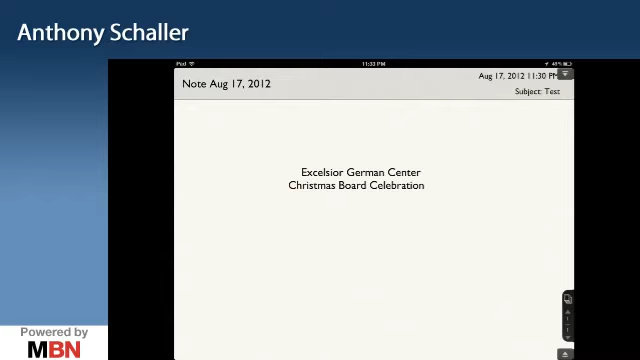 Anthony Schaller
iPod
11:33 PM
Note Aug 17, 2012
Aug 17, 2012 11:30 PM
Subject: Test
Excelsior German Center
Christmas Board Celebration
Powered by
MBN